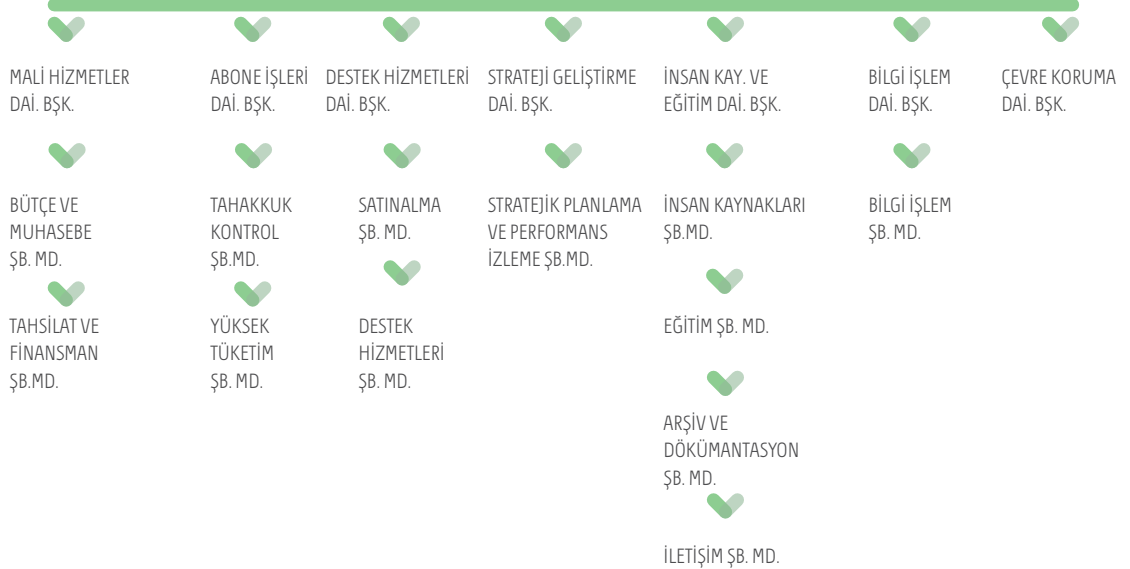 MALİ HİZMETLER
DAİ. BŞK.
ABONE İŞLERİ
DAİ. BŞK.
DESTEK HİZMETLERİ
DAİ. BŞK.
STRATEJİ GELİŞTİRME
DAİ. BŞK.
İNSAN KAY. VE
EĞİTİM DAİ. BŞK.
BİLGİ İŞLEM
DAİ. BŞK.
ÇEVRE KORUMA
DAİ. BŞK.
BÜTÇE VE
MUHASEBE
ŞB. MD.
TAHAKKUK
KONTROL
ŞB.MD.
SATINALMA
ŞB. MD.
STRATEJİK PLANLAMA
VE PERFORMANS
İZLEME ŞB.MD.
İNSAN KAYNAKLARI
ŞB.MD.
BİLGİ İŞLEM
ŞB. MD.
TAHSİLAT VE
FİNANSMAN
ŞB.MD.
YÜKSEK
TÜKETİM
ŞB. MD.
DESTEK
HİZMETLERİ
ŞB. MD.
EĞİTİM ŞB. MD.
ARŞİV VE
DÖKÜMANTASYON
ŞB. MD.
İLETİŞİM ŞB. MD.